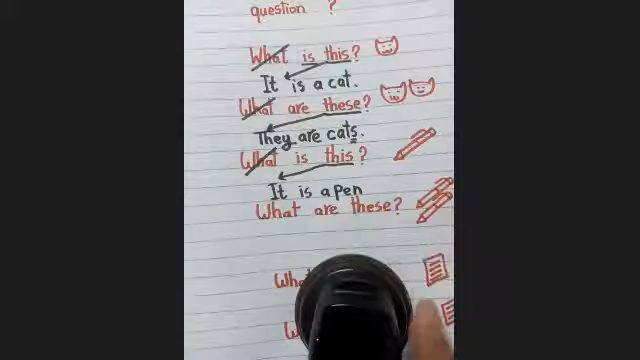 question ?
What is this?
It is a cat.
What are these?
They are cats.
What is this?
It is a pen
What are these?